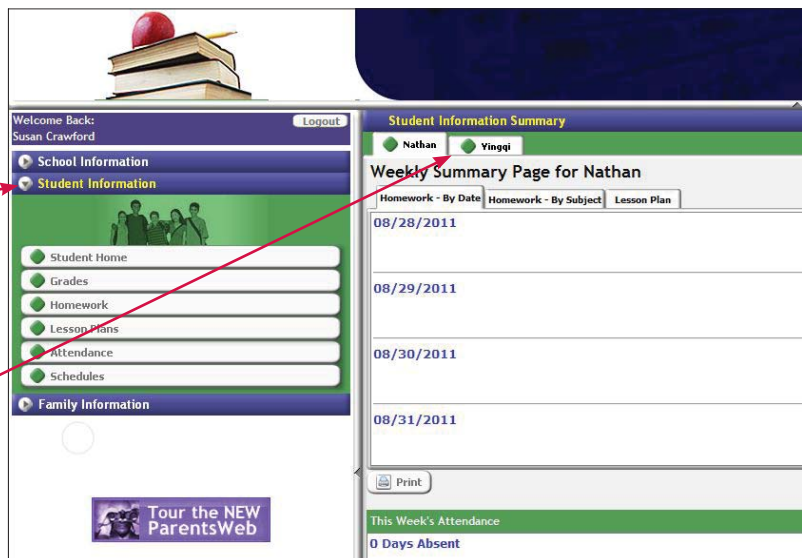 Welcome Back:
Susan Crawford
Logout
School Information
Student Information
Student Home
Grades
Homework
Lesson Plans
Attendance
Schedules
Family Information
Tour the NEW
ParentsWeb
Student Information Summary
Nathan
Yingqi
Weekly Summary Page for Nathan
Homework - By Date
Homework - By Subject
Lesson Plan
08/28/2011
08/29/2011
08/30/2011
08/31/2011
Print
This Week's Attendance
0 Days Absent